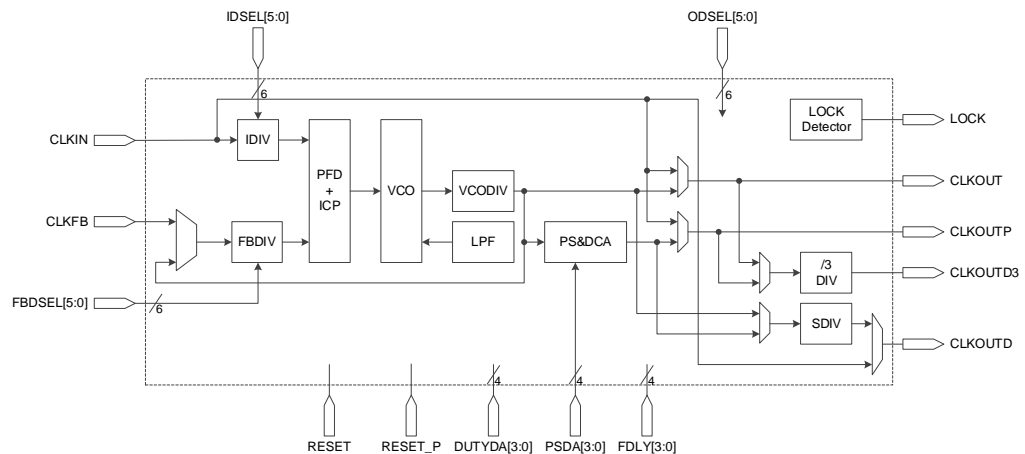 IDSEL[5:0]
ODSEL[5:0]
6
6
CLKIN
IDIV
LOCK
Detector
LOCK
PFD
+
ICP
VCO
VCODIV
CLKOUT
CLKFB
FBDIV
LPF
PS&DCA
CLKOUTP
/3
DIV
CLKOUTD3
FBDSEL[5:0]
6
SDIV
CLKOUTD
4
4
4
RESET
RESET_P
DUTYDA[3:0]
PSDA[3:0]
FDLY[3:0]